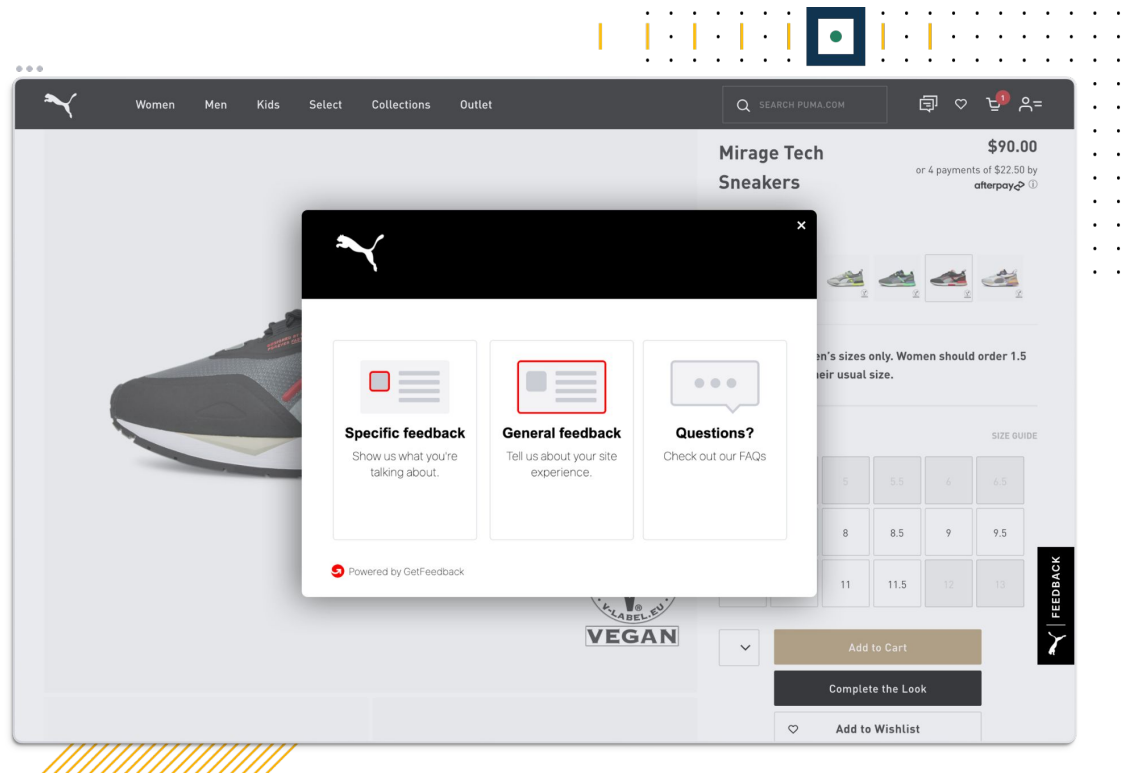 Women Men Kids Select Collections Outlet
SEARCH PUMA.COM
1
Mirage Tech
Sneakers
$90.00
or 4 payments of $22.50 by
afterpay
en's sizes only. Women should order 1.5
eir usual size.
SIZE GUIDE
5 5.5 6 6.5
8 8.5 9 9.5
11 11.5 12 13
Add to Cart
Complete the Look
Add to Wishlist
FEEDBACK
Specific feedback
Show us what you're
talking about.
General feedback
Tell us about your site
experience.
Questions?
Check out our FAQs
Powered by GetFeedback
V-LABEL.EU
®
VEGAN